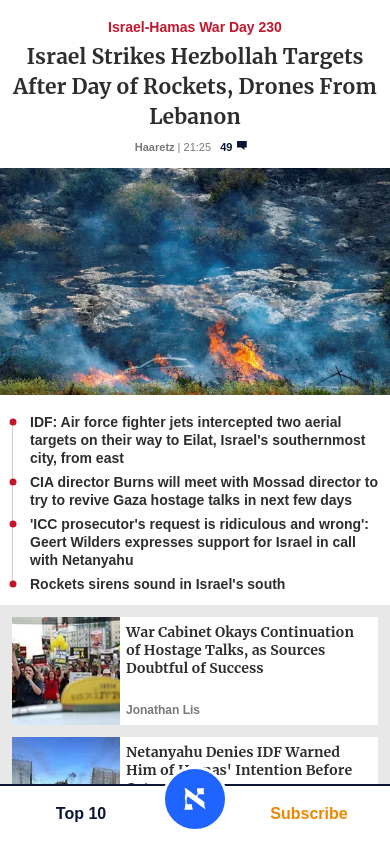 Israel-Hamas War Day 230
Israel Strikes Hezbollah Targets
After Day of Rockets, Drones From
Lebanon
Haaretz | 21:25 49
IDF: Air force fighter jets intercepted two aerial
targets on their way to Eilat, Israel's southernmost
city, from east
CIA director Burns will meet with Mossad director to
try to revive Gaza hostage talks in next few days
'ICC prosecutor's request is ridiculous and wrong':
Geert Wilders expresses support for Israel in call
with Netanyahu
Rockets sirens sound in Israel's south
War Cabinet Okays Continuation
of Hostage Talks, as Sources
Doubtful of Success
Jonathan Lis
Netanyahu Denies IDF Warned
Him of Intention Before
Top 10
Subscribe